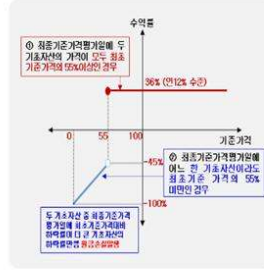 수익률
① 최종기준가격평가일에 두
기초자산의 가격이 모두 최초
기준가격의 55%이상인 경우
36% (연12% 수준)
0
55
100
기준가격
-45%
② 최종기준가격평가일에
어느 한 기초자산이라도
최초기준 가격의 55%
미만인 경우
-100%
두 기초자산 중 최종기준가격
평가일에 최초기준가격대비
하락률이 더 큰 기초자산의
하락률만큼 원금손실발생